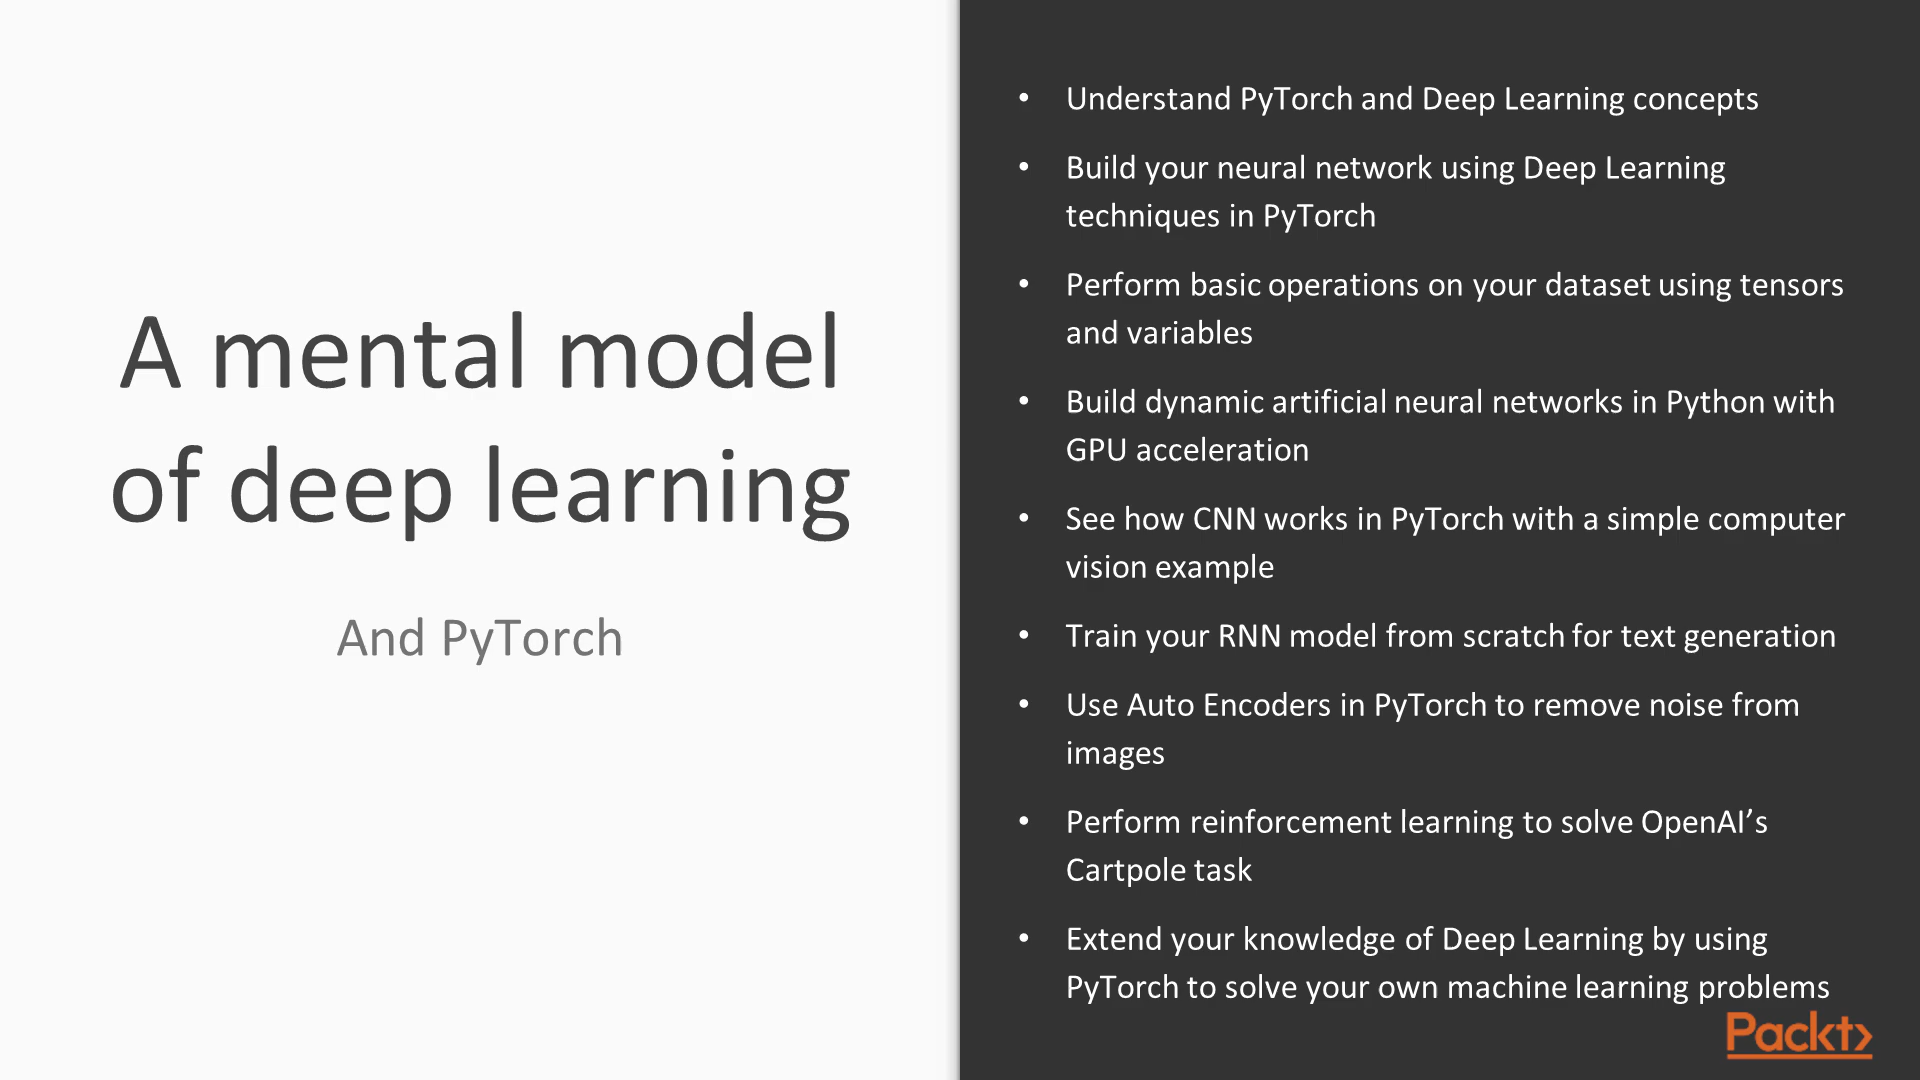 A mental model
of deep learning
And PyTorch
• Understand PyTorch and Deep Learning concepts
• Build your neural network using Deep Learning
techniques in PyTorch
• Perform basic operations on your dataset using tensors
and variables
• Build dynamic artificial neural networks in Python with
GPU acceleration
• See how CNN works in PyTorch with a simple computer
vision example
• Train your RNN model from scratch for text generation
• Use Auto Encoders in PyTorch to remove noise from
images
• Perform reinforcement learning to solve OpenAI’s
Cartpole task
• Extend your knowledge of Deep Learning by using
PyTorch to solve your own machine learning problems
Packt